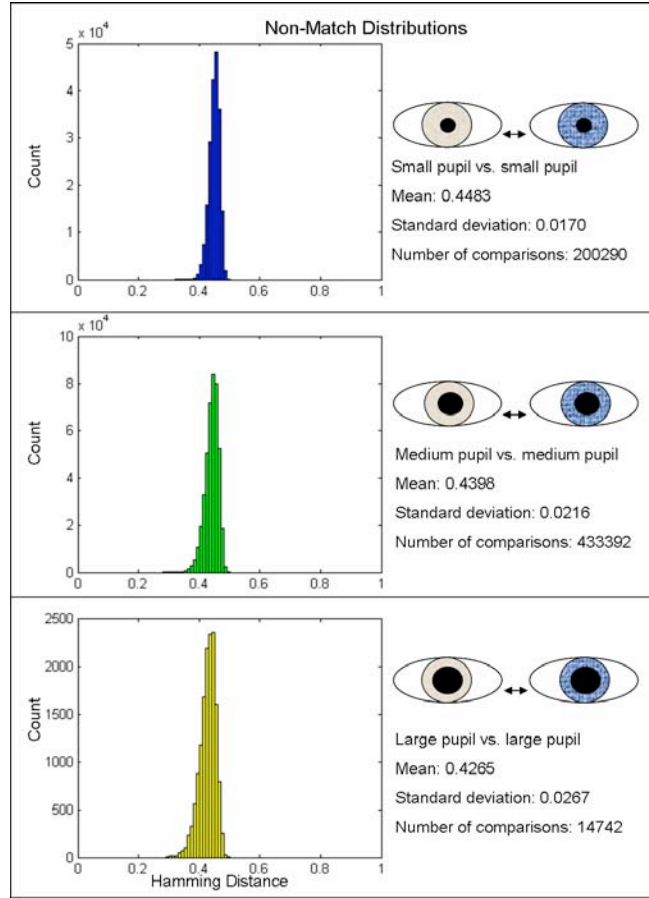 Non-Match Distributions
x 10^4
5
4
3
2
1
0
Count
0 0.2 0.4 0.6 0.8 1
Small pupil vs. small pupil
Mean: 0.4483
Standard deviation: 0.0170
Number of comparisons: 200290
x 10^4
10
8
6
4
2
0
Count
0 0.2 0.4 0.6 0.8 1
Medium pupil vs. medium pupil
Mean: 0.4398
Standard deviation: 0.0216
Number of comparisons: 433392
2500
2000
1500
1000
500
0
Count
0 0.2 0.4 0.6 0.8 1
Hamming Distance
Large pupil vs. large pupil
Mean: 0.4265
Standard deviation: 0.0267
Number of comparisons: 14742